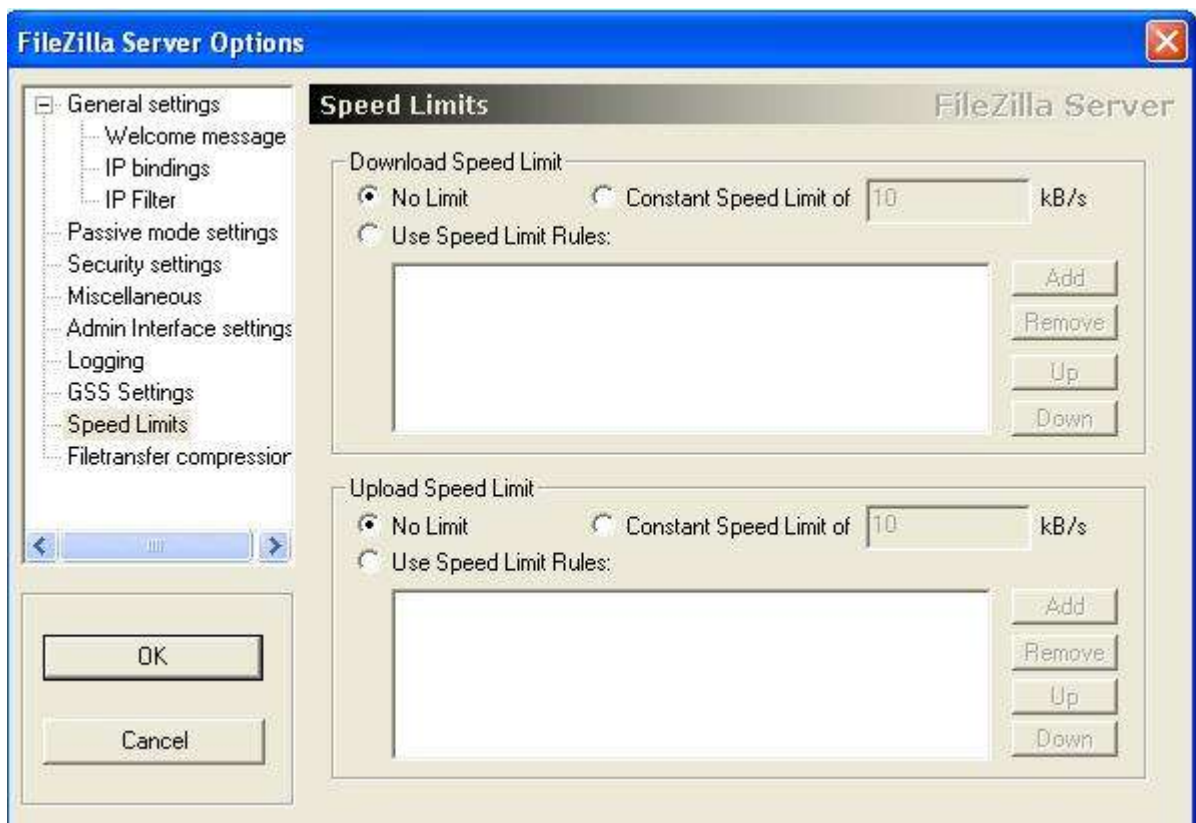 FileZilla Server Options
General settings
Welcome message
IP bindings
IP Filter
Passive mode settings
Security settings
Miscellaneous
Admin Interface settings
Logging
GSS Settings
Speed Limits
Filetransfer compression
OK
Cancel
Speed Limits FileZilla Server
Download Speed Limit
No Limit Constant Speed Limit of 10 kB/s
Use Speed Limit Rules:
Add
Remove
Up
Down
Upload Speed Limit
No Limit Constant Speed Limit of 10 kB/s
Use Speed Limit Rules:
Add
Remove
Up
Down